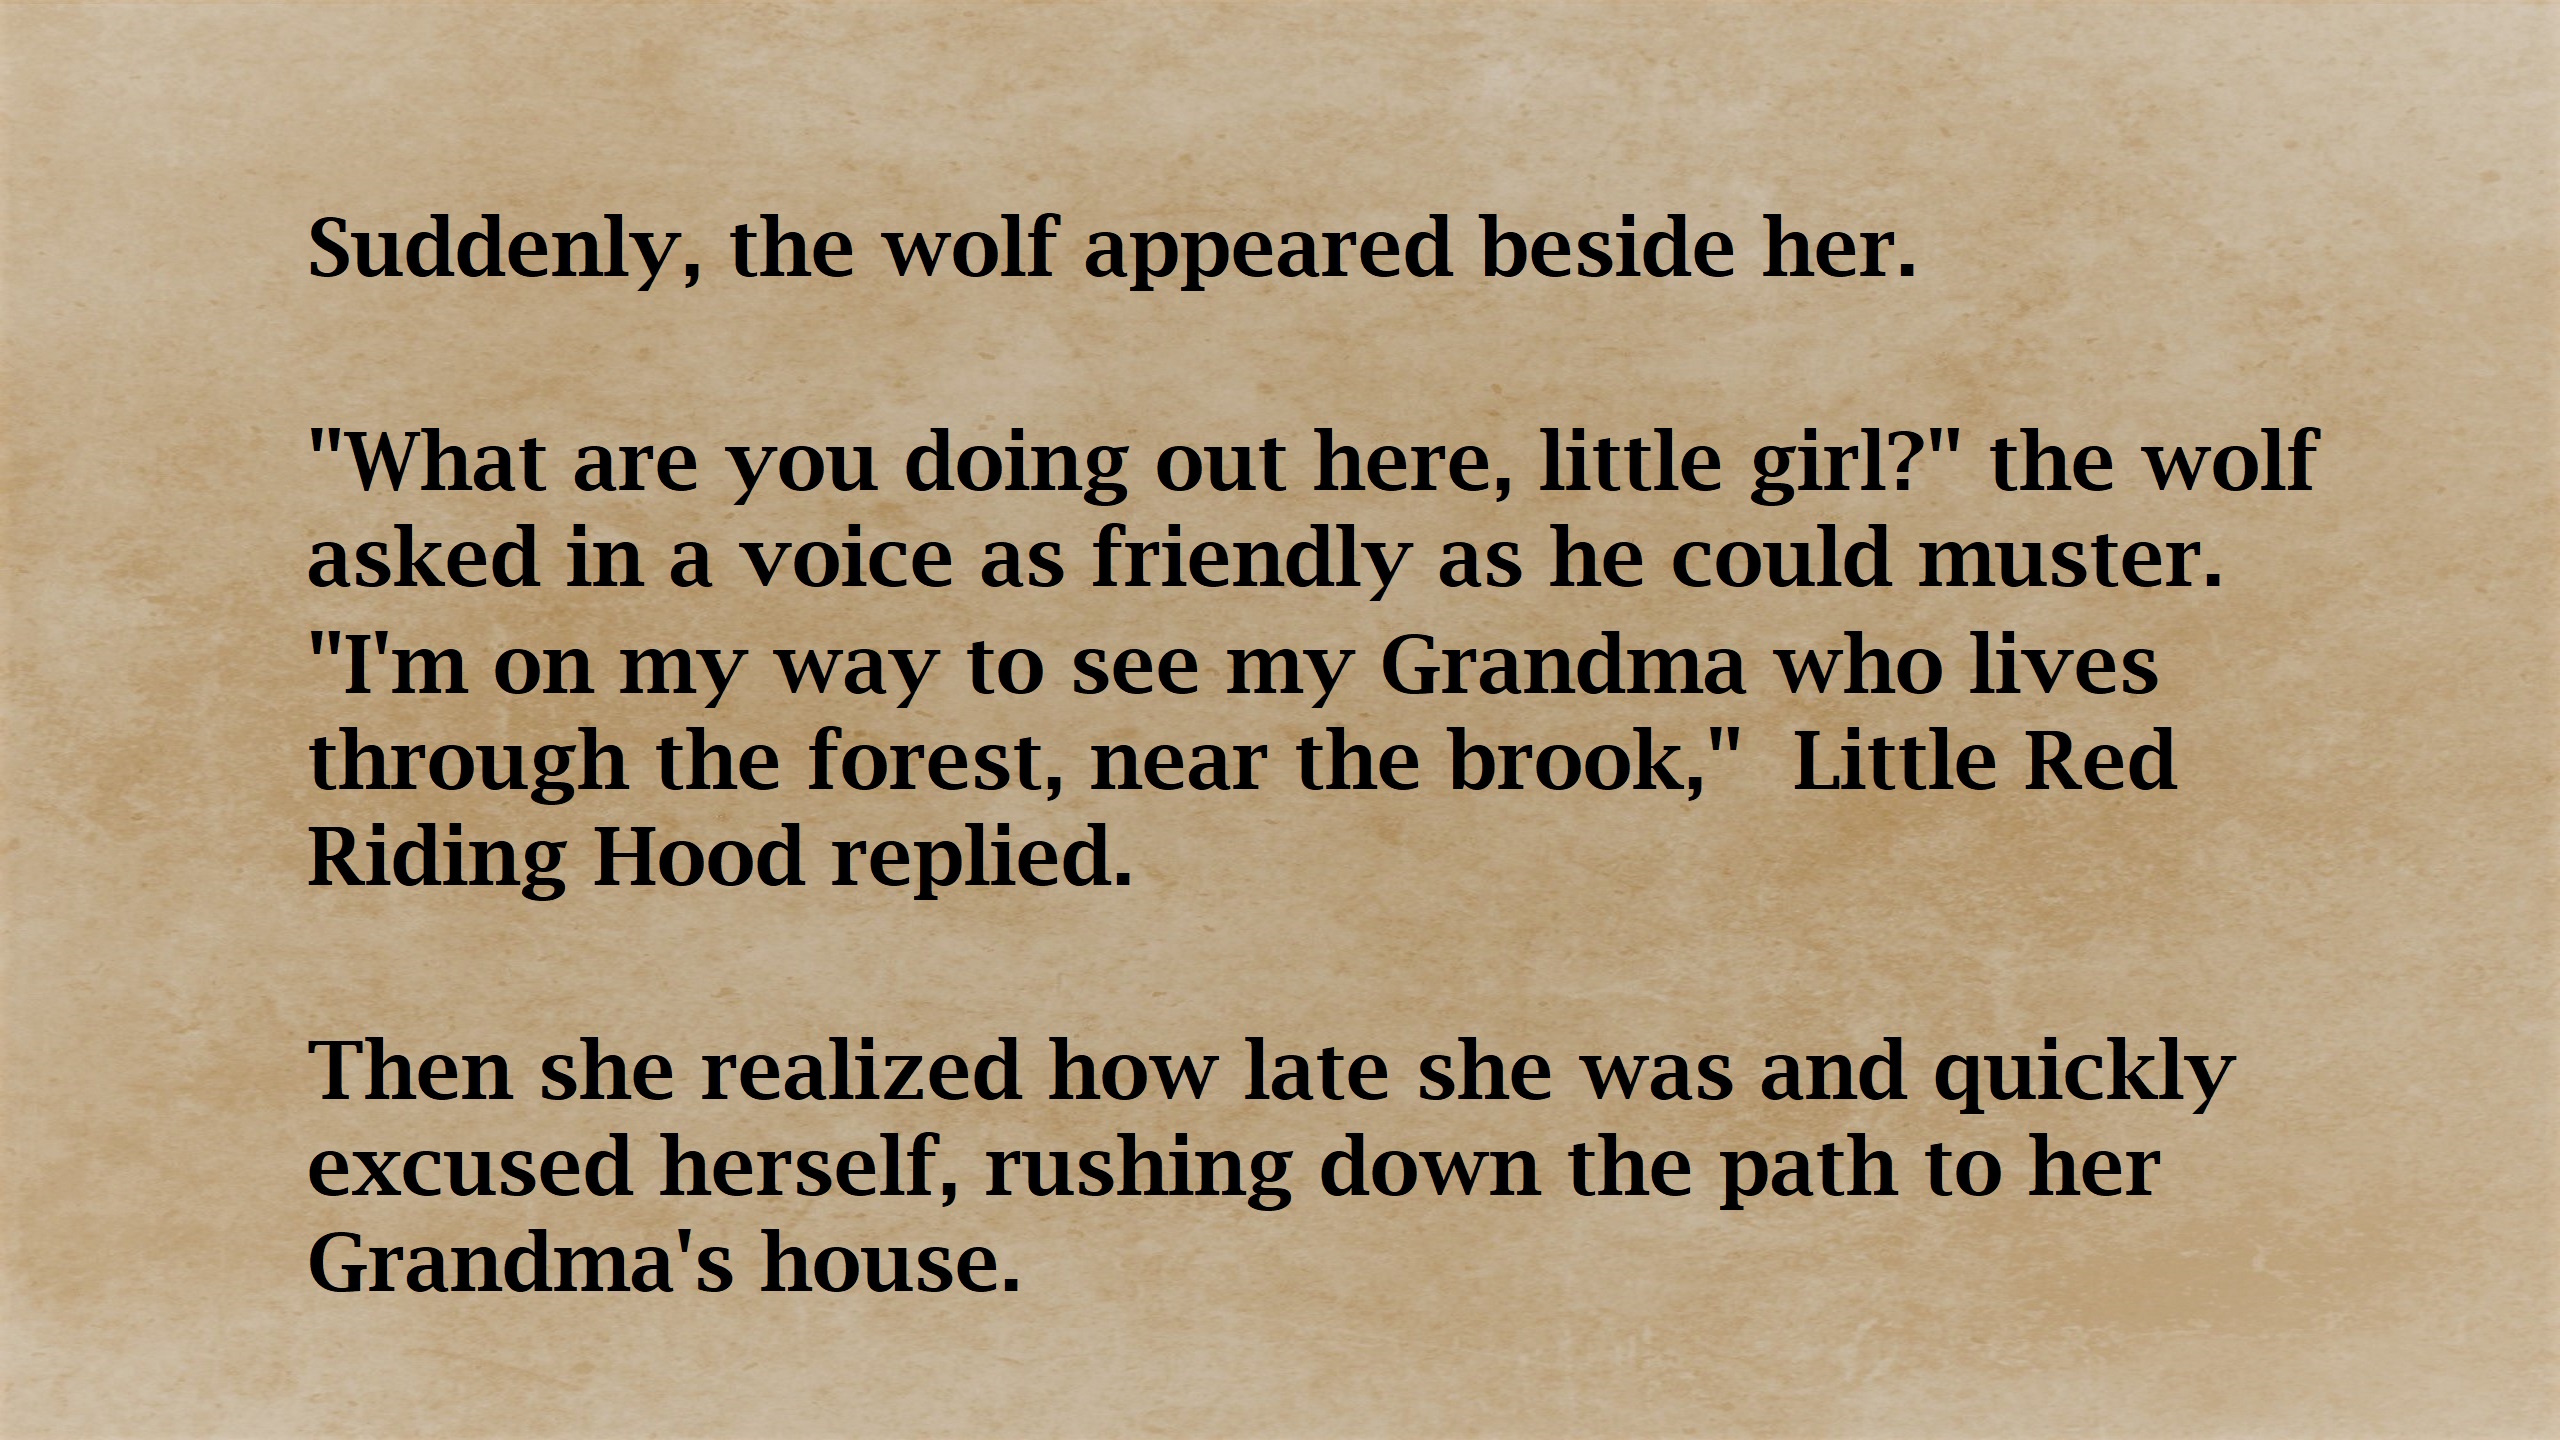 Suddenly, the wolf appeared beside her.
"What are you doing out here, little girl?" the wolf
asked in a voice as friendly as he could muster.
"I'm on my way to see my Grandma who lives
through the forest, near the brook,"  Little Red
Riding Hood replied.
Then she realized how late she was and quickly
excused herself, rushing down the path to her
Grandma's house.